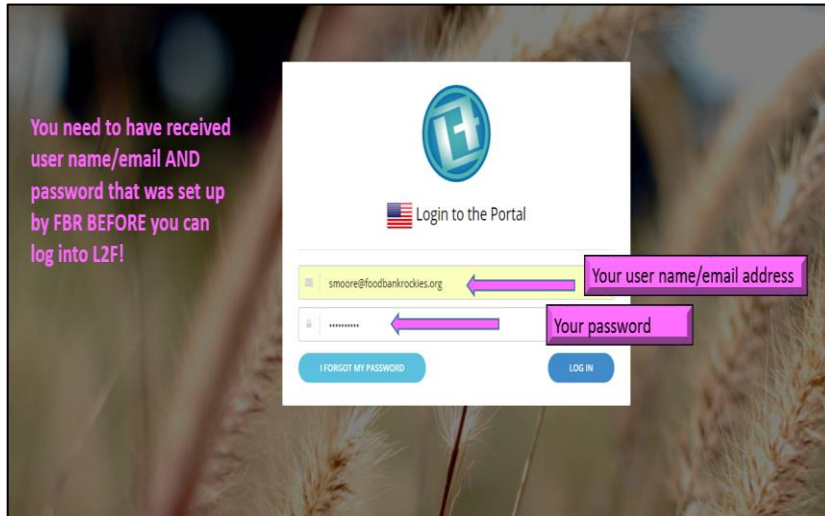 You need to have received
user name/email AND
password that was set up
by FBR BEFORE you can
log into L2F!
Login to the Portal
smoore@foodbankrockies.org
Your user name/email address
••••••••••
Your password
I FORGOT MY PASSWORD
LOG IN